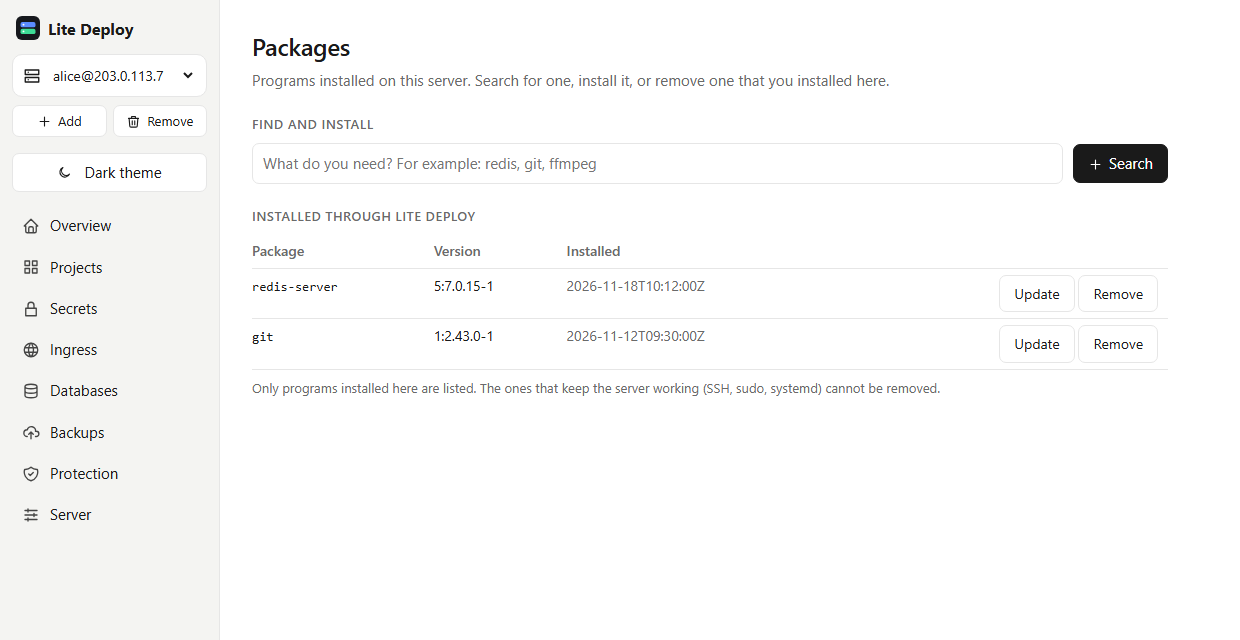 Lite Deploy
alice@203.0.113.7
+ Add
Remove
Dark theme
Overview
Projects
Secrets
Ingress
Databases
Backups
Protection
Server
Packages
Programs installed on this server. Search for one, install it, or remove one that you installed here.
FIND AND INSTALL
What do you need? For example: redis, git, ffmpeg
+ Search
INSTALLED THROUGH LITE DEPLOY
Package Version Installed
redis-server 5:7.0.15-1 2026-11-18T10:12:00Z Update Remove
git 1:2.43.0-1 2026-11-12T09:30:00Z Update Remove
Only programs installed here are listed. The ones that keep the server working (SSH, sudo, systemd) cannot be removed.